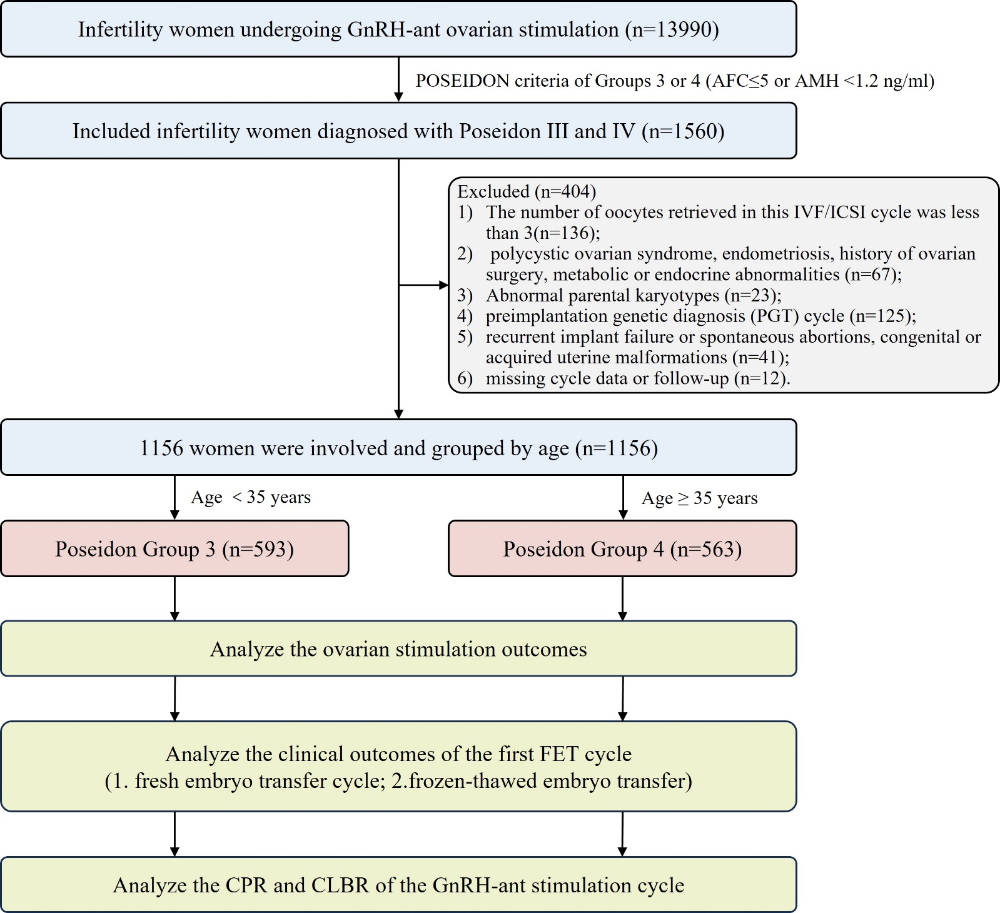 Infertility women undergoing GnRH-ant ovarian stimulation (n=13990)
POSEIDON criteria of Groups 3 or 4 (AFC≤5 or AMH <1.2 ng/ml)
Included infertility women diagnosed with Poseidon III and IV (n=1560)
Excluded (n=404)
1) The number of oocytes retrieved in this IVF/ICSI cycle was less
than 3(n=136);
2) polycystic ovarian syndrome, endometriosis, history of ovarian
surgery, metabolic or endocrine abnormalities (n=67);
3) Abnormal parental karyotypes (n=23);
4) preimplantation genetic diagnosis (PGT) cycle (n=125);
5) recurrent implant failure or spontaneous abortions, congenital or
acquired uterine malformations (n=41);
6) missing cycle data or follow-up (n=12).
1156 women were involved and grouped by age (n=1156)
Age < 35 years
Age ≥ 35 years
Poseidon Group 3 (n=593)
Poseidon Group 4 (n=563)
Analyze the ovarian stimulation outcomes
Analyze the clinical outcomes of the first FET cycle
(1. fresh embryo transfer cycle; 2.frozen-thawed embryo transfer)
Analyze the CPR and CLBR of the GnRH-ant stimulation cycle